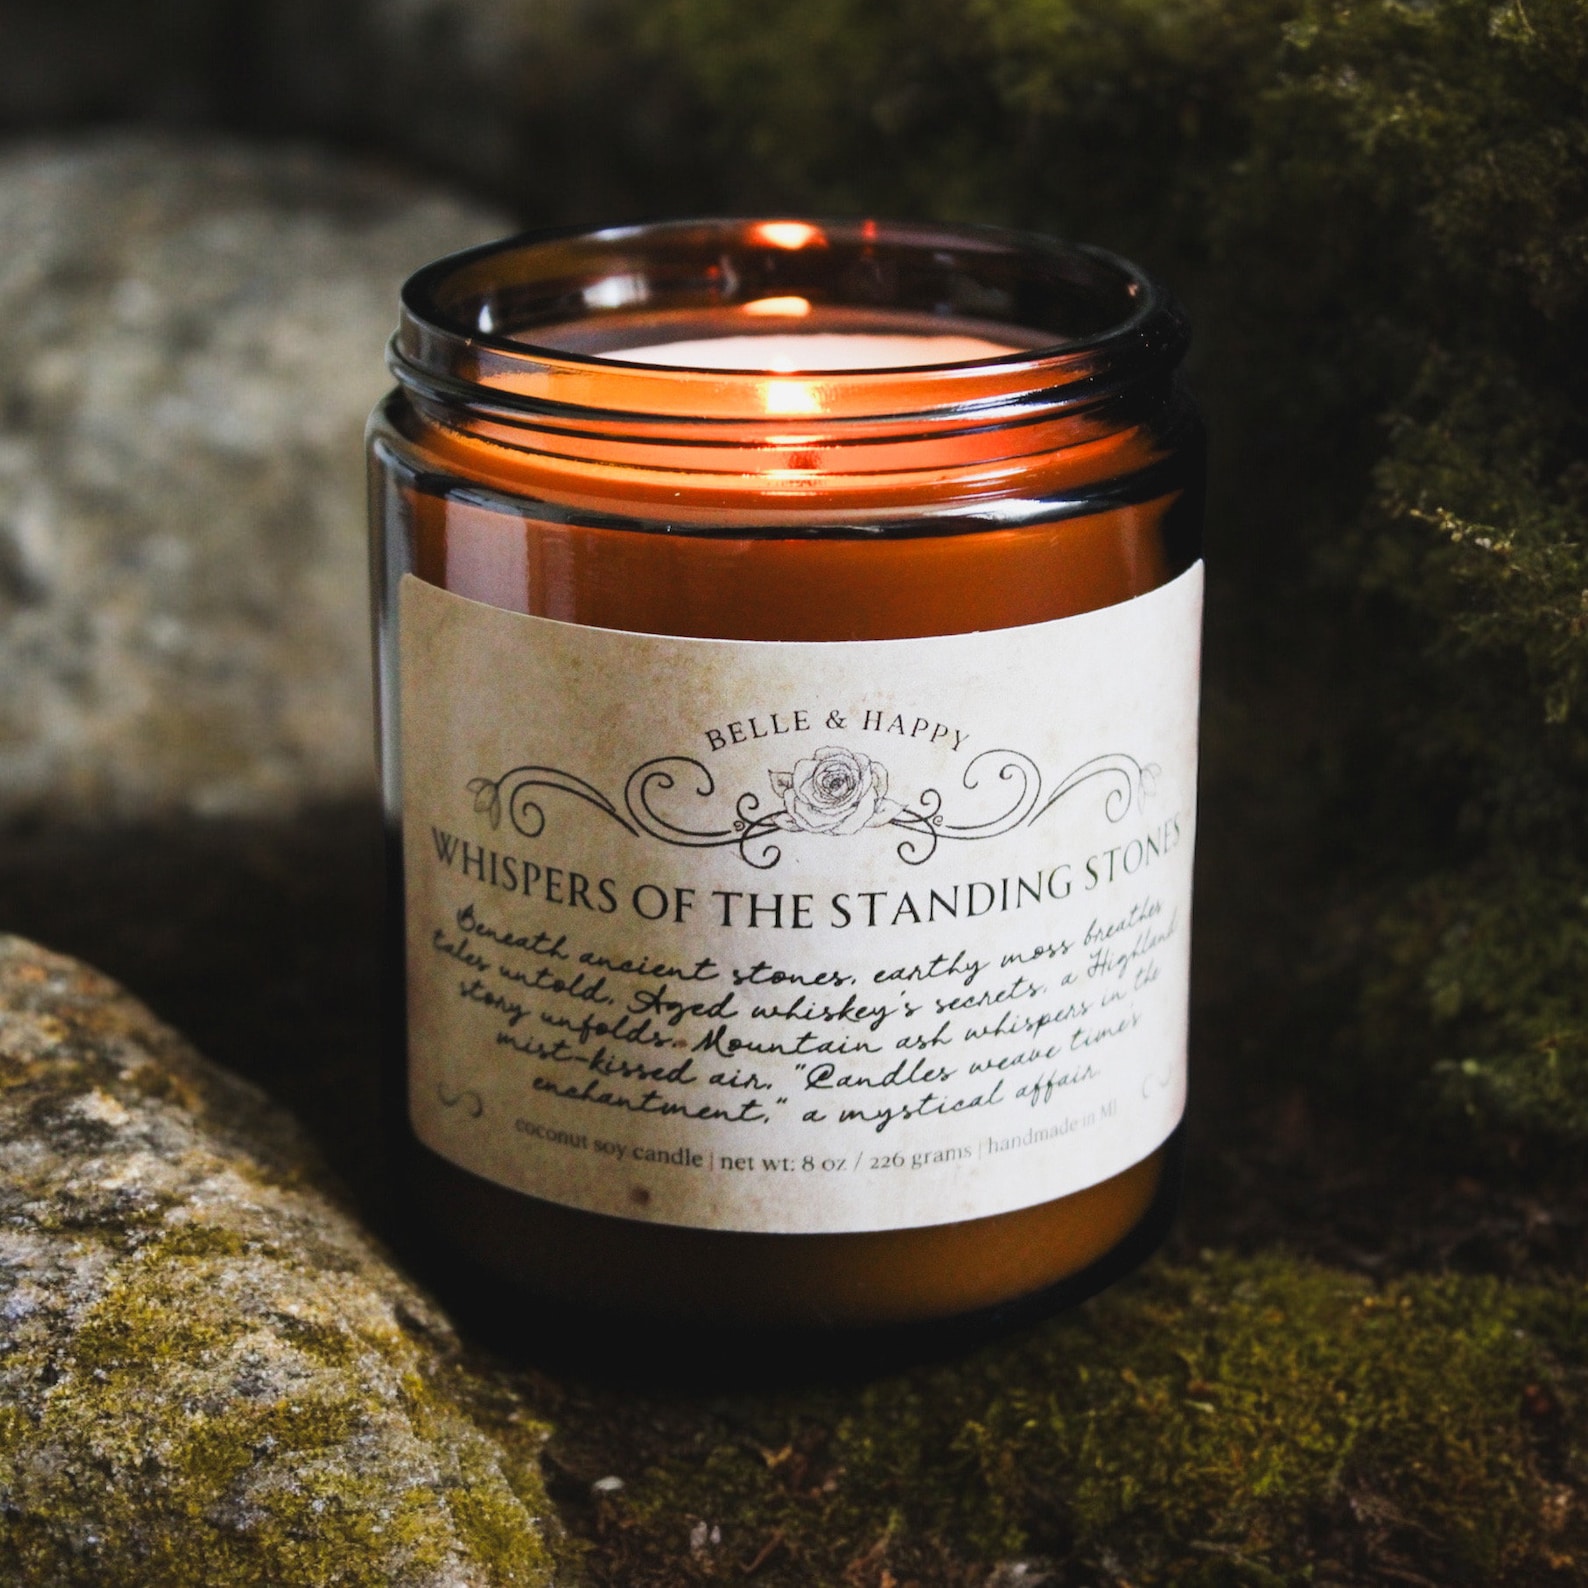 BELLE & HAPPY
WHISPERS OF THE STANDING STONES
Beneath ancient stones, earthy moss breathes
tales untold. Aged whiskey's secrets, a Highland
story unfolds. Mountain ash whispers in the
mist-kissed air. "Candles weave time's
enchantment," a mystical affair.
coconut soy candle | net wt: 8 oz / 226 grams | handmade in MI